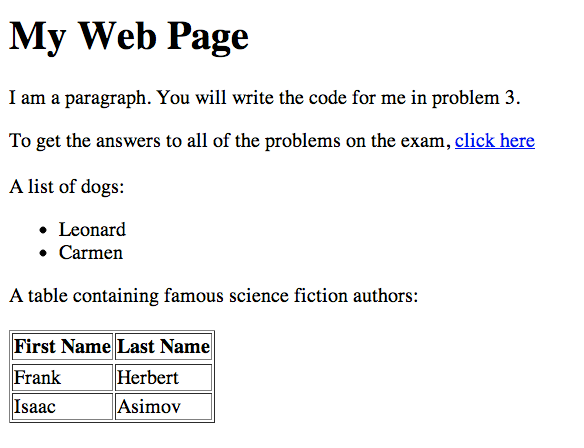 My Web Page
I am a paragraph. You will write the code for me in problem 3.
To get the answers to all of the problems on the exam, click here
A list of dogs:
• Leonard
• Carmen
A table containing famous science fiction authors:
First Name Last Name
Frank Herbert
Isaac Asimov